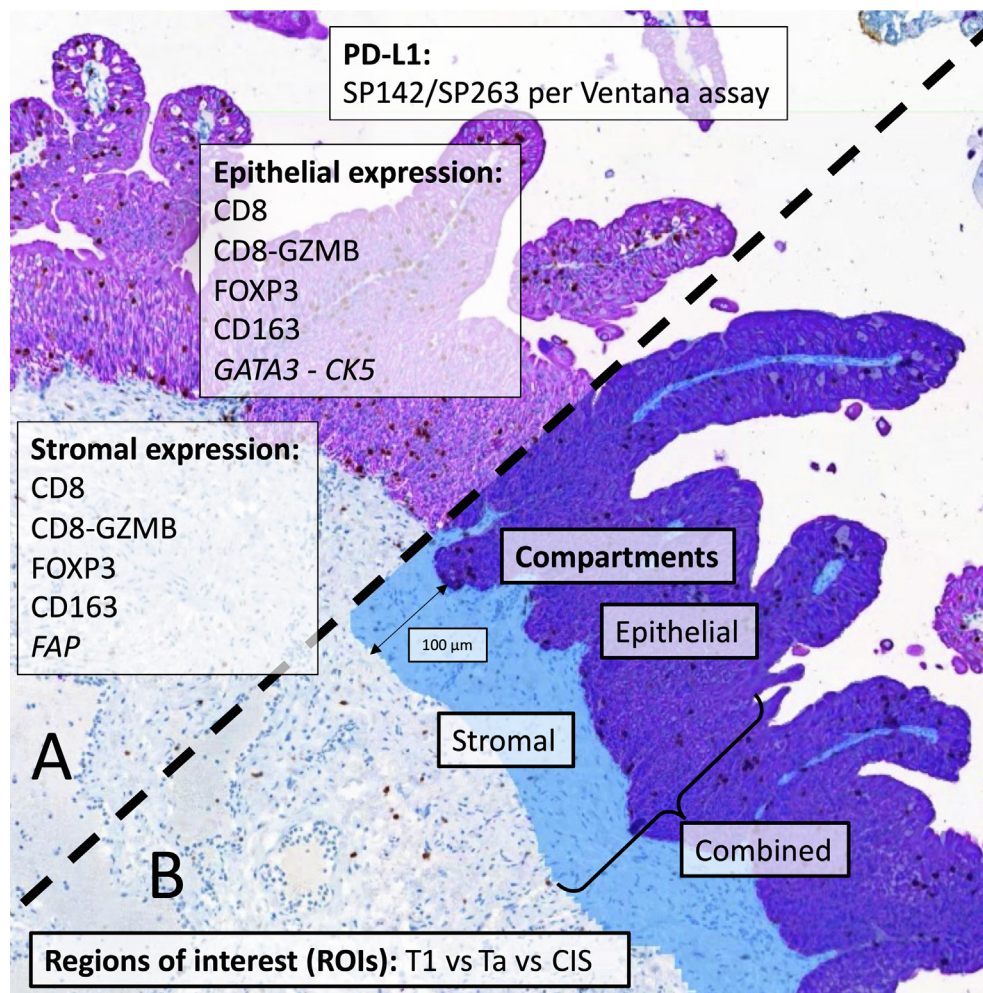 PD-L1:
SP142/SP263 per Ventana assay
Epithelial expression:
CD8
CD8-GZMB
FOXP3
CD163
GATA3 - CK5
Stromal expression:
CD8
CD8-GZMB
FOXP3
CD163
FAP
Compartments
Epithelial
100 µm
Stromal
Combined
A
B
Regions of interest (ROIs): T1 vs Ta vs CIS